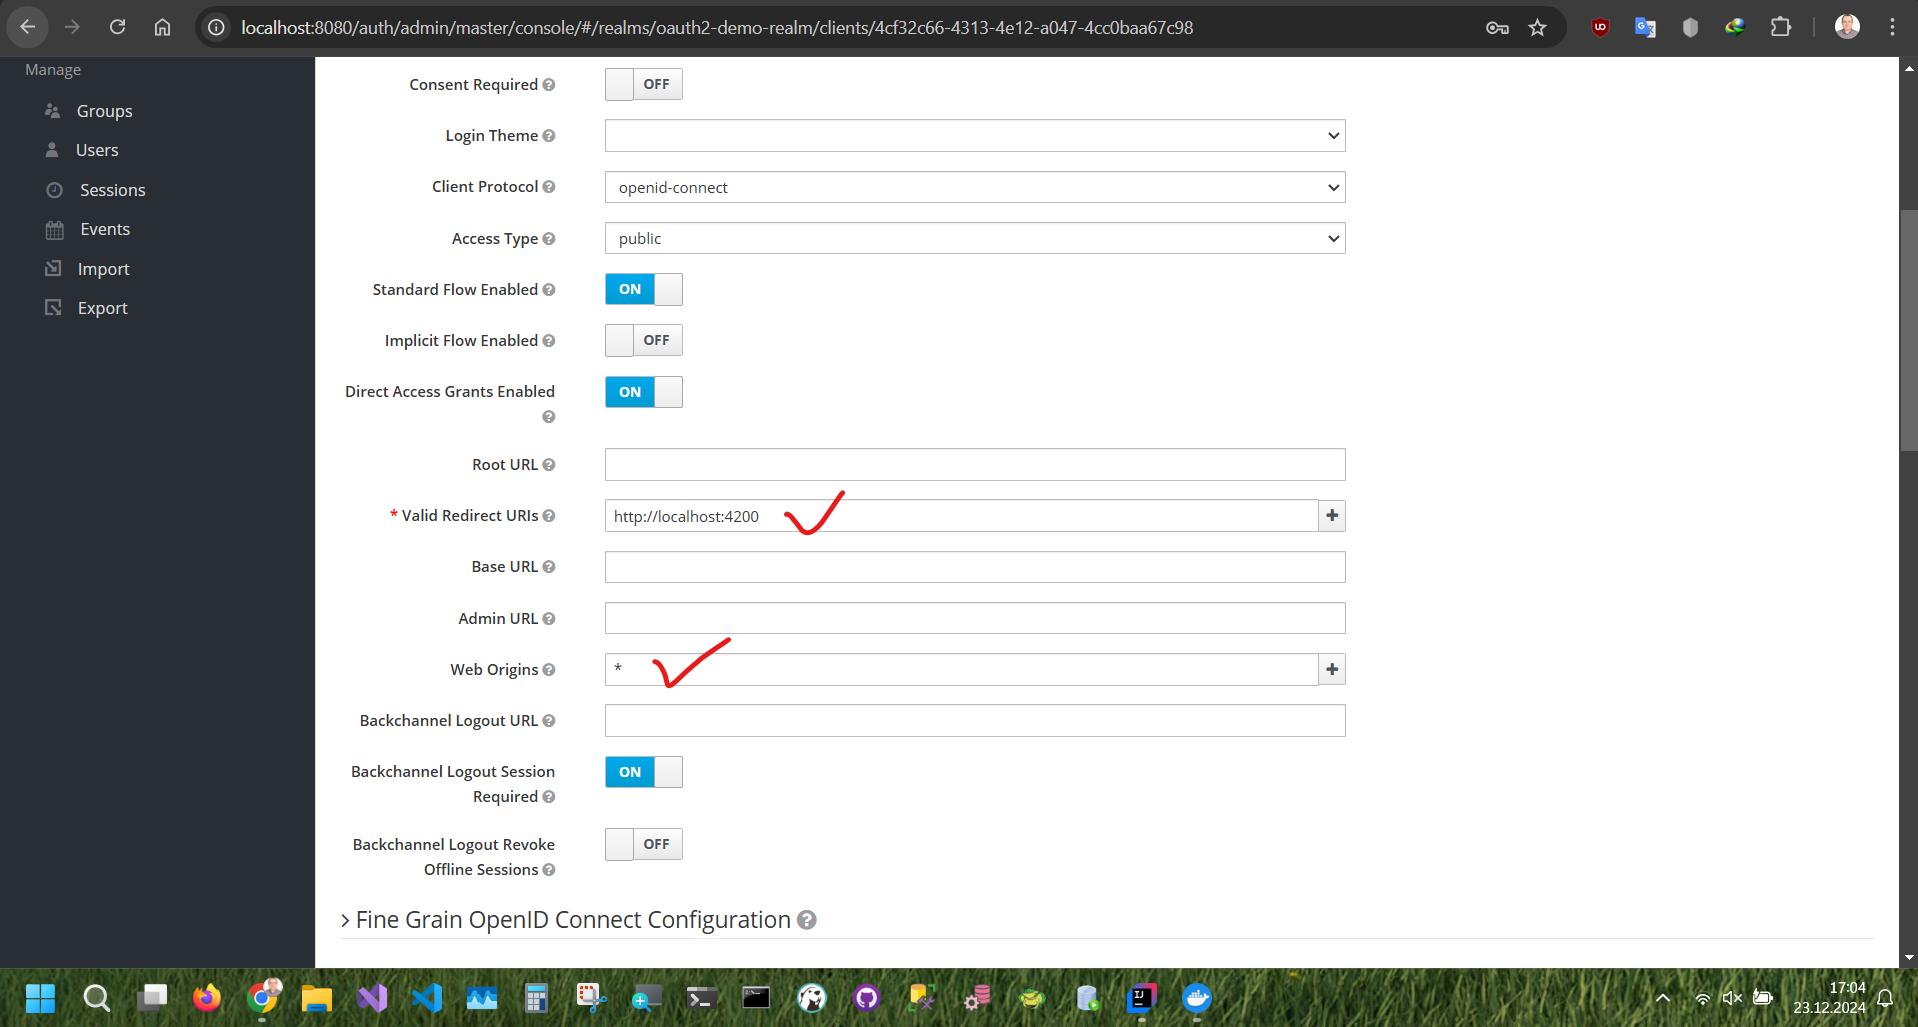 localhost:8080/auth/admin/master/console/#/realms/oauth2-demo-realm/clients/4cf32c66-4313-4e12-a047-4cc0baa67c98
Manage
Groups
Users
Sessions
Events
Import
Export
Consent Required
OFF
Login Theme
Client Protocol
openid-connect
Access Type
public
Standard Flow Enabled
ON
Implicit Flow Enabled
OFF
Direct Access Grants Enabled
ON
Root URL
* Valid Redirect URIs
http://localhost:4200
Base URL
Admin URL
Web Origins
*
Backchannel Logout URL
Backchannel Logout Session
Required
ON
Backchannel Logout Revoke
Offline Sessions
OFF
Fine Grain OpenID Connect Configuration
17:04
23.12.2024